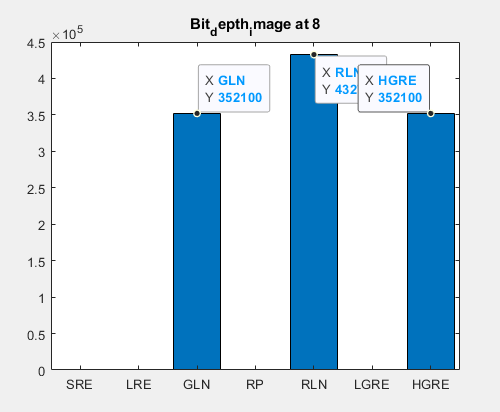 Bit_depth_image at 8
×10^5
4.5
4
3.5
3
2.5
2
1.5
1
0.5
0
X GLN
Y 352100
X RLN
Y 432
X HGRE
Y 352100
SRE LRE GLN RP RLN LGRE HGRE